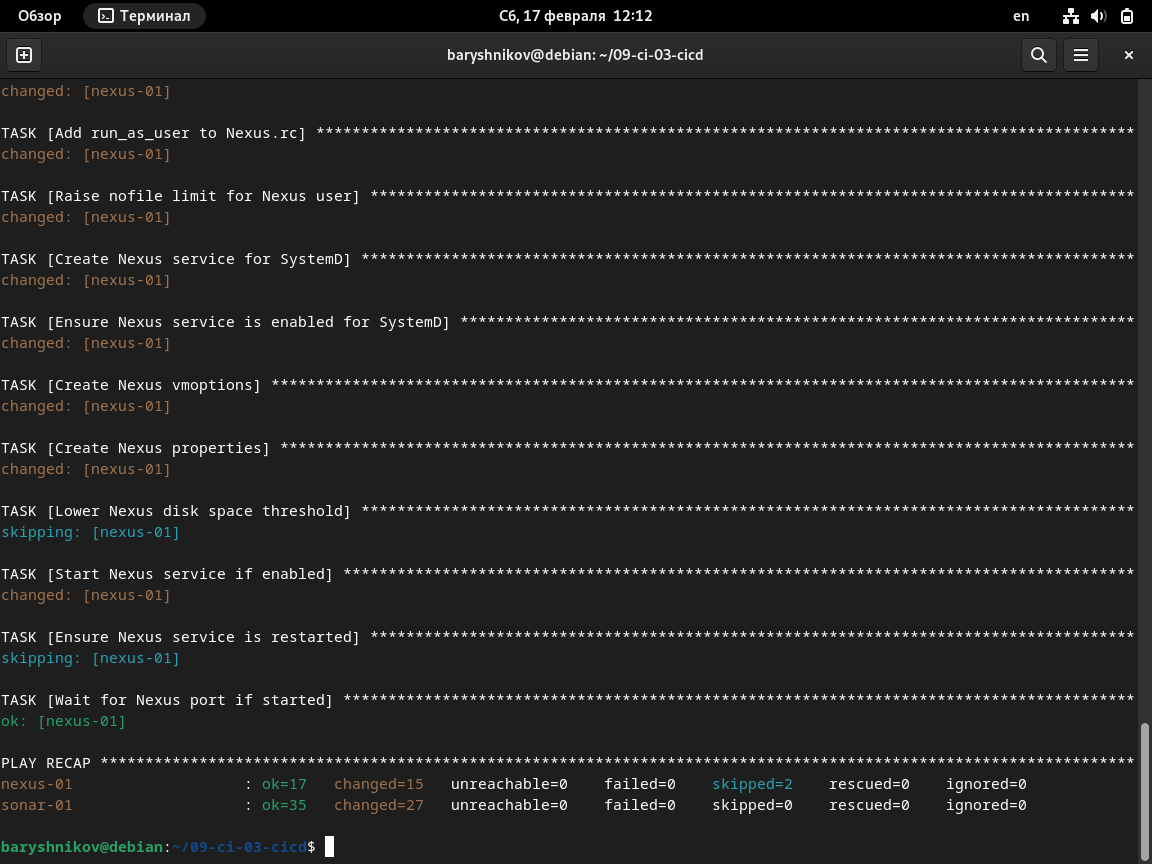 Обзор Терминал Сб, 17 февраля 12:12 en
baryshnikov@debian: ~/09-ci-03-cicd
changed: [nexus-01]
TASK [Add run_as_user to Nexus.rc] *******************************************************************************************
changed: [nexus-01]
TASK [Raise nofile limit for Nexus user] *************************************************************************************
changed: [nexus-01]
TASK [Create Nexus service for SystemD] **************************************************************************************
changed: [nexus-01]
TASK [Ensure Nexus service is enabled for SystemD] ***************************************************************************
changed: [nexus-01]
TASK [Create Nexus vmoptions] ************************************************************************************************
changed: [nexus-01]
TASK [Create Nexus properties] ***********************************************************************************************
changed: [nexus-01]
TASK [Lower Nexus disk space threshold] **************************************************************************************
skipping: [nexus-01]
TASK [Start Nexus service if enabled] ****************************************************************************************
changed: [nexus-01]
TASK [Ensure Nexus service is restarted] *************************************************************************************
skipping: [nexus-01]
TASK [Wait for Nexus port if started] ****************************************************************************************
ok: [nexus-01]
PLAY RECAP *******************************************************************************************************************
nexus-01                   : ok=17   changed=15   unreachable=0    failed=0    skipped=2    rescued=0    ignored=0
sonar-01                   : ok=35   changed=27   unreachable=0    failed=0    skipped=0    rescued=0    ignored=0
baryshnikov@debian:~/09-ci-03-cicd$